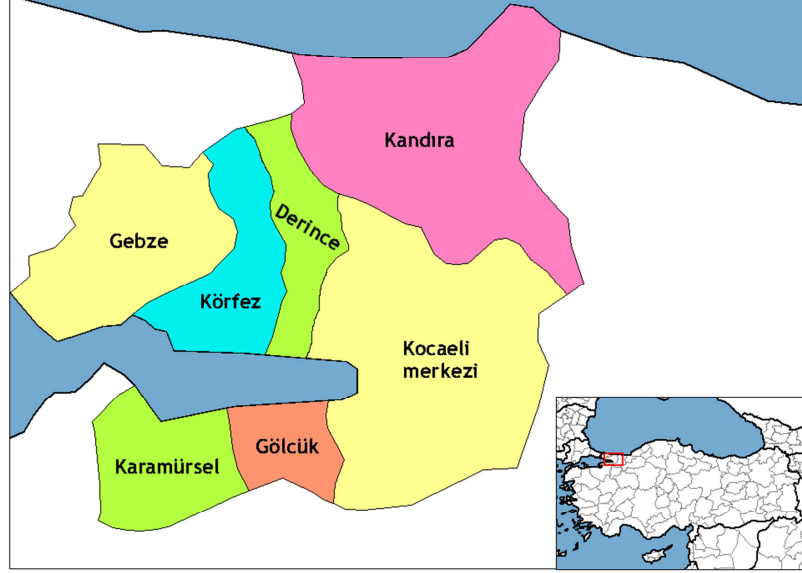 Kandıra
Derince
Gebze
Körfez
Kocaeli
merkezi
Gölcük
Karamürsel